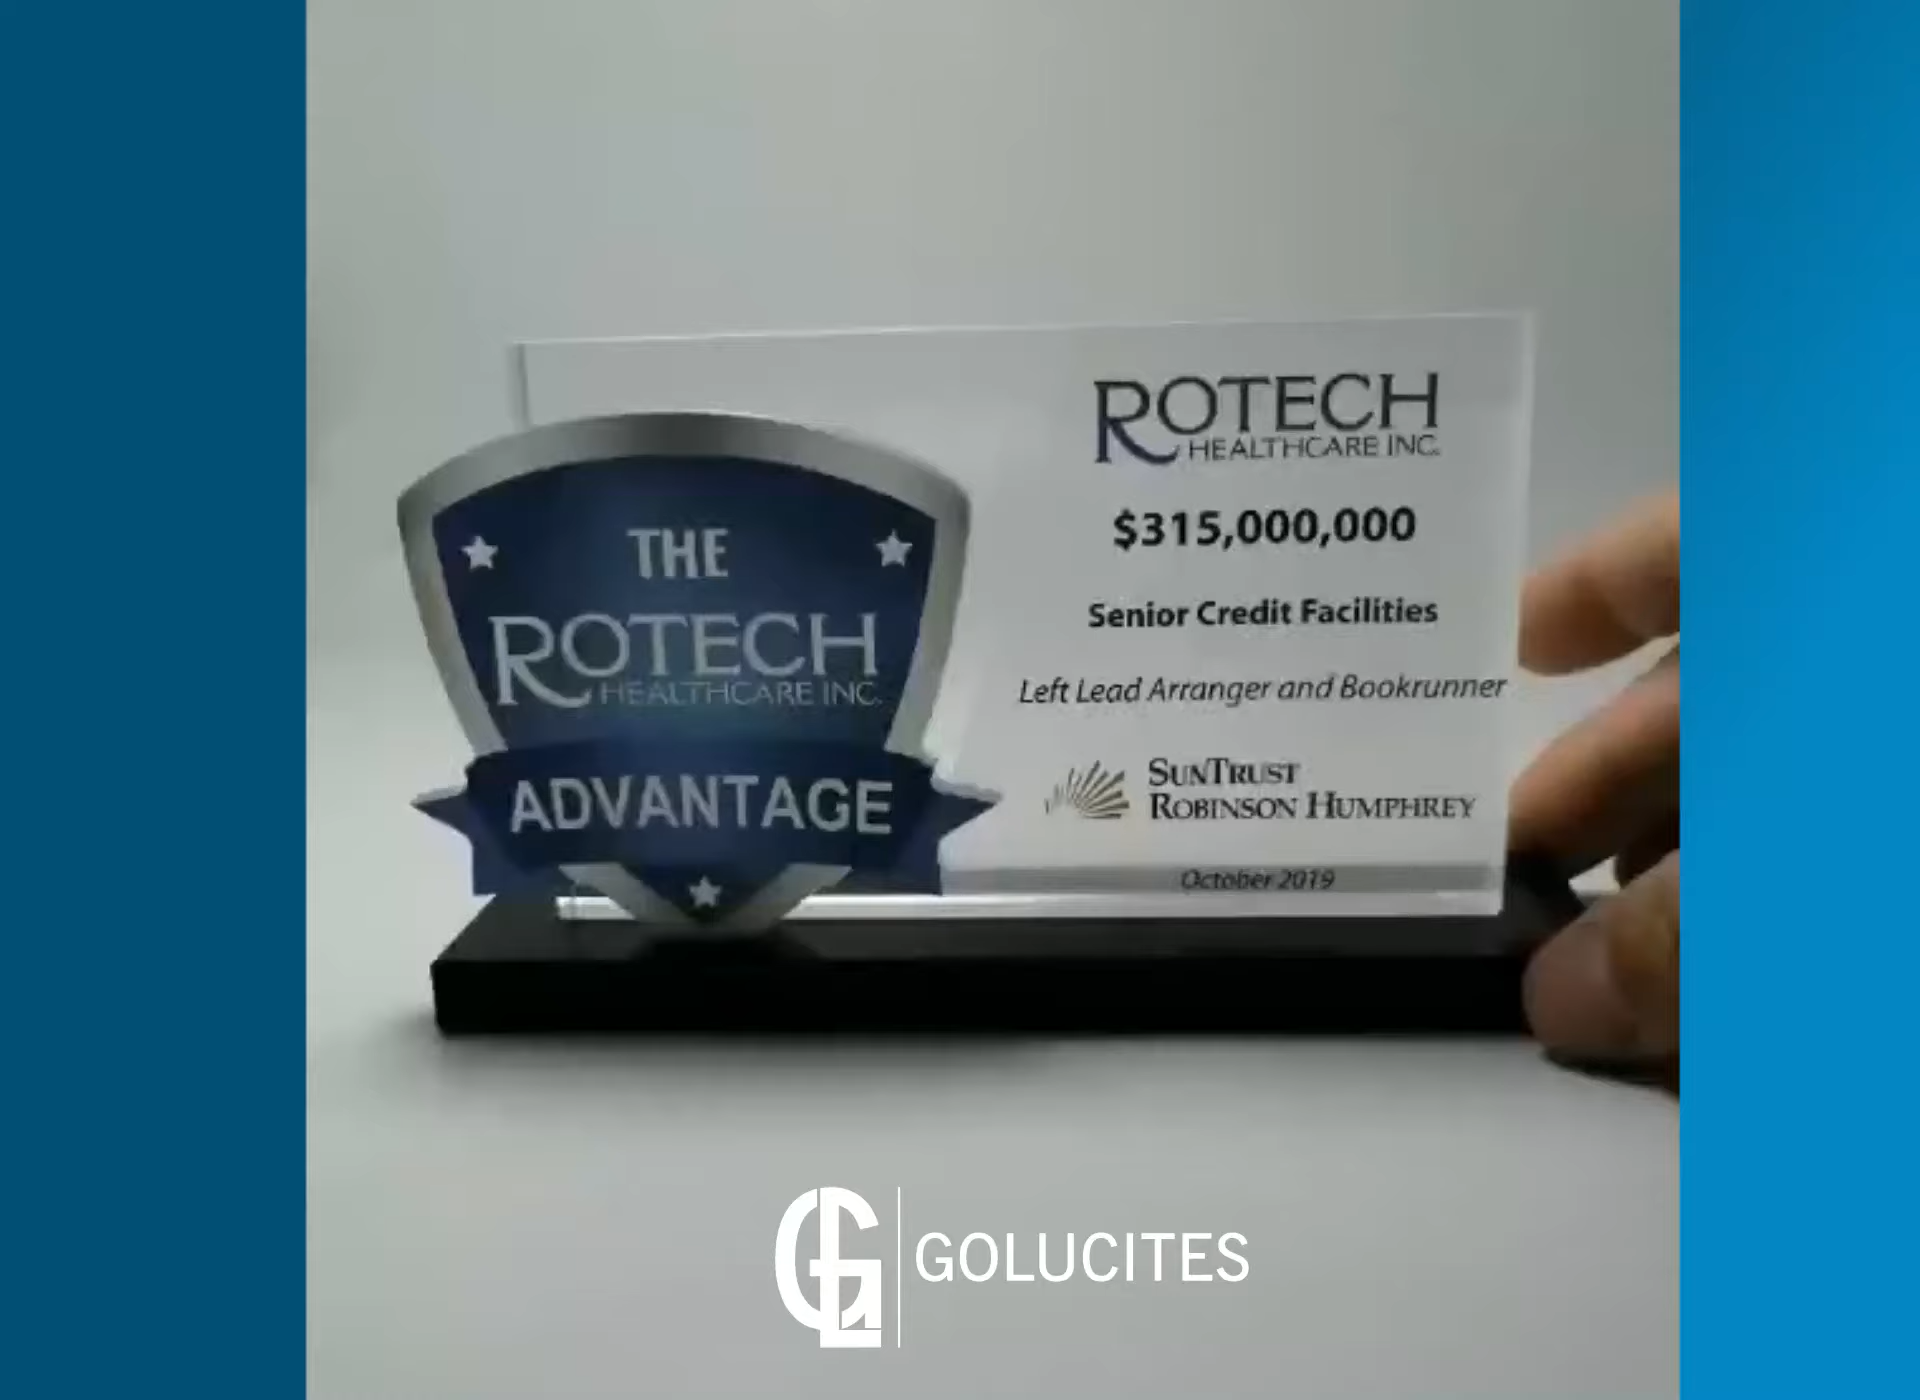 THE
ROTECH
HEALTHCARE INC.
ADVANTAGE
ROTECH
HEALTHCARE INC.
$315,000,000
Senior Credit Facilities
Left Lead Arranger and Bookrunner
SUNTRUST
ROBINSON HUMPHREY
October 2019
GL
GOLUCITES